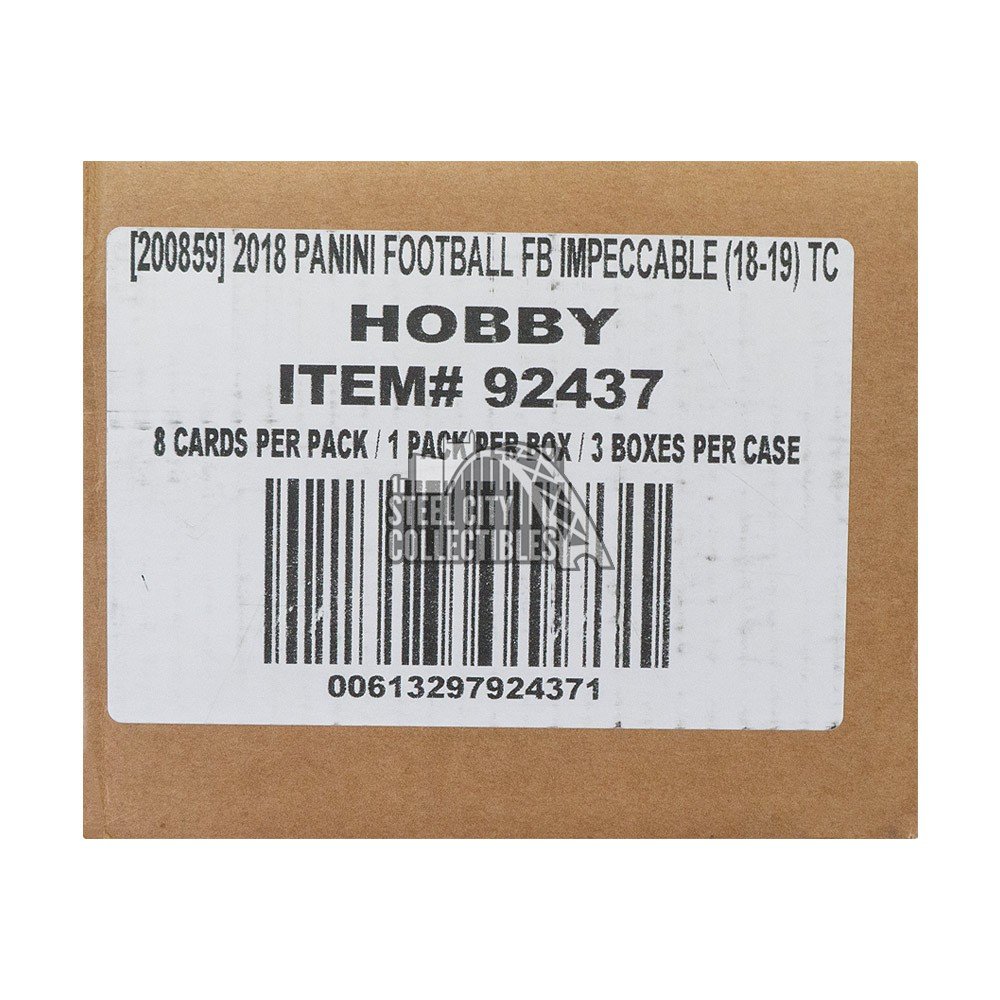 [200859] 2018 PANINI FOOTBALL FB IMPECCABLE (18-19) TC
HOBBY
ITEM# 92437
8 CARDS PER PACK / 1 PACK PER BOX / 3 BOXES PER CASE
STEEL CITY
COLLECTIBLES
00613297924371